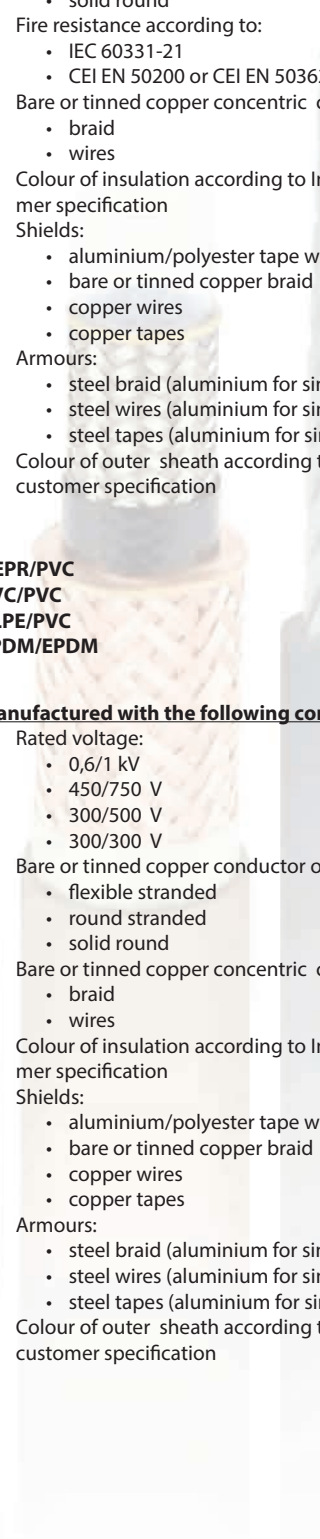 • solid round
Fire resistance according to:
• IEC 60331-21
• CEI EN 50200 or CEI EN 5036
Bare or tinned copper concentric
• braid
• wires
Colour of insulation according to
mer specification
Shields:
• aluminium/polyester tape
• bare or tinned copper braid
• copper wires
• copper tapes
Armours:
• steel braid (aluminium for
• steel wires (aluminium for
• steel tapes (aluminium for
Colour of outer sheath according
customer specification
EPR/PVC
VC/PVC
LPE/PVC
PDM/EPDM
anufactured with the following
Rated voltage:
• 0,6/1 kV
• 450/750 V
• 300/500 V
• 300/300 V
Bare or tinned copper conductor
• flexible stranded
• round stranded
• solid round
Bare or tinned copper concentric
• braid
• wires
Colour of insulation according to
mer specification
Shields:
• aluminium/polyester tape
• bare or tinned copper braid
• copper wires
• copper tapes
Armours:
• steel braid (aluminium for
• steel wires (aluminium for
• steel tapes (aluminium for
Colour of outer sheath according
customer specification